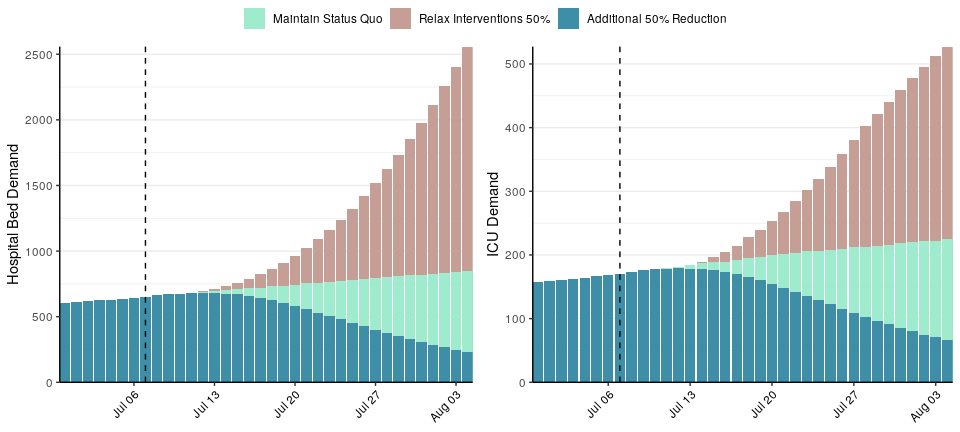 Maintain Status Quo
Relax Interventions 50%
Additional 50% Reduction
Hospital Bed Demand
2500
2000
1500
1000
500
0
Jul 06
Jul 13
Jul 20
Jul 27
Aug 03
ICU Demand
500
400
300
200
100
0
Jul 06
Jul 13
Jul 20
Jul 27
Aug 03